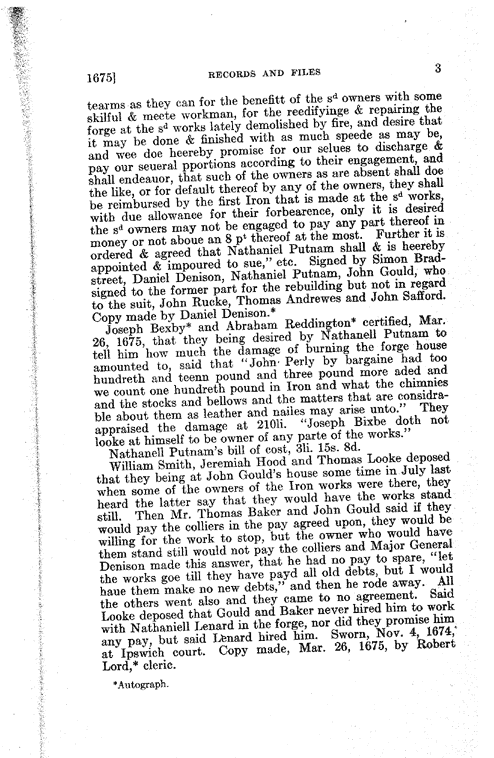 1675]
RECORDS AND FILES
3
tearms as they can for the benefitt of the sᵈ owners with some
skilful & meete workman, for the reedifyinge & repairing the
forge at the sᵈ works lately demolished by fire, and desire that
it may be done & finished with as much speede as may be,
and wee doe heereby promise for our selues to discharge &
pay our seueral pportions according to their engagement, and
shall endeauor, that such of the owners as are absent shall doe
the like, or for default thereof by any of the owners, they shall
be reimbursed by the first Iron that is made at the sᵈ works,
with due allowance for their forbearence, only it is desired
the sᵈ owners may not be engaged to pay any part thereof in
money or not aboue an 8 pᵗ thereof at the most. Further it is
ordered & agreed that Nathaniel Putnam shall & is heereby
appointed & impoured to sue," etc. Signed by Simon Brad-
street, Daniel Denison, Nathaniel Putnam, John Gould, who
signed to the former part for the rebuilding but not in regard
to the suit, John Rucke, Thomas Andrewes and John Safford.
Copy made by Daniel Denison.*
Joseph Bexby* and Abraham Reddington* certified, Mar.
26, 1675, that they being desired by Nathanell Putnam to
tell him how much the damage of burning the forge house
amounted to, said that "John Perly by bargaine had too
hundreth and teenn pound and three pound more aded and
we count one hundreth pound in Iron and what the chimnies
and the stocks and bellows and the matters that are considra-
ble about them as leather and nailes may arise unto." They
appraised the damage at 210li. "Joseph Bixbe doth not
looke at himself to be owner of any parte of the works."
Nathanell Putnam's bill of cost, 3li. 15s. 8d.
William Smith, Jeremiah Hood and Thomas Looke deposed
that they being at John Gould's house some time in July last
when some of the owners of the Iron works were there, they
heard the latter say that they would have the works stand
still. Then Mr. Thomas Baker and John Gould said if they
would pay the colliers in the pay agreed upon, they would be
willing for the work to stop, but the owner who would have
them stand still would not pay the colliers and Major General
Denison made this answer, that he had no pay to spare, "let
the works goe till they have payd all old debts, but I would
haue them make no new debts," and then he rode away. All
the others went also and they came to no agreement. Said
Looke deposed that Gould and Baker never hired him to work
with Nathaniell Lenard in the forge, nor did they promise him
any pay, but said Lenard hired him. Sworn, Nov. 4, 1674,
at Ipswich court. Copy made, Mar. 26, 1675, by Robert
Lord,* cleric.
*Autograph.